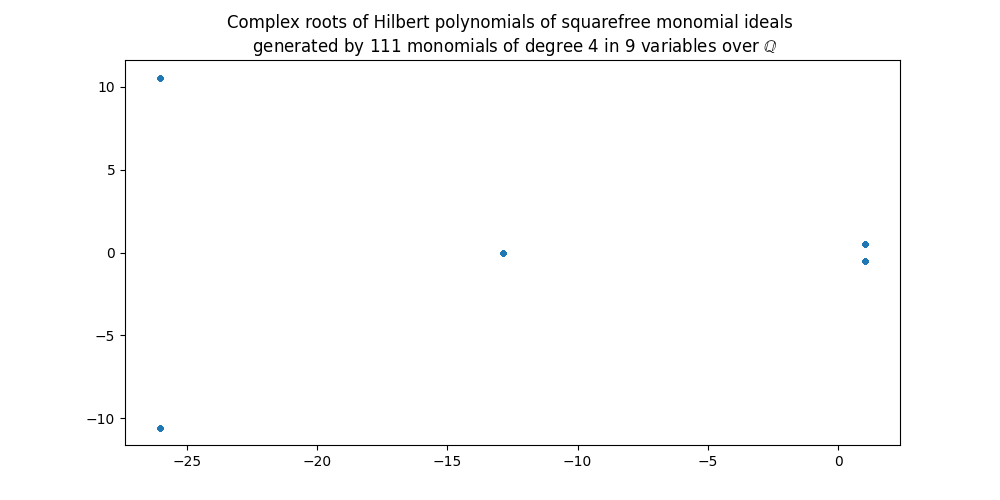 Complex roots of Hilbert polynomials of squarefree monomial ideals
generated by 111 monomials of degree 4 in 9 variables over ℚ
10
5
0
−5
−10
−25 −20 −15 −10 −5 0